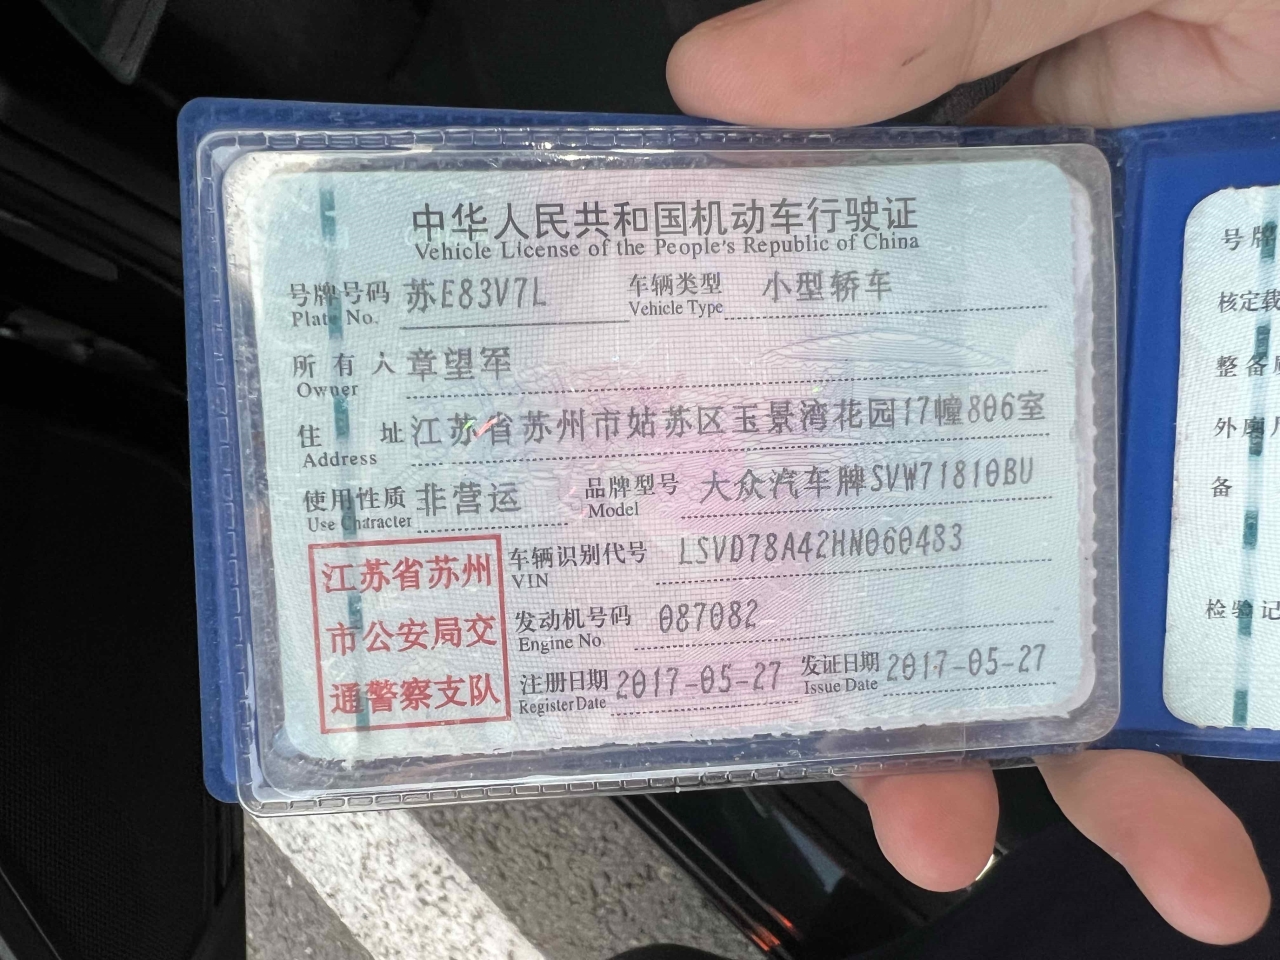 中华人民共和国机动车行驶证
Vehicle License of the People's Republic of China
号牌号码 苏E83V7L 车辆类型 小型轿车
Plate No. Vehicle Type
所有人 章望军
Owner
住址 江苏省苏州市姑苏区玉景湾花园17幢806室
Address
使用性质 非营运 品牌型号 大众汽车牌SVW71810BU
Use Character Model
车辆识别代号 LSVD78A42HN060483
VIN
发动机号码 087082
Engine No.
注册日期 2017-05-27 发证日期 2017-05-27
Register Date Issue Date
江苏省苏州
市公安局交
通警察支队
号牌
核定载
整备
外廓
备
检验记